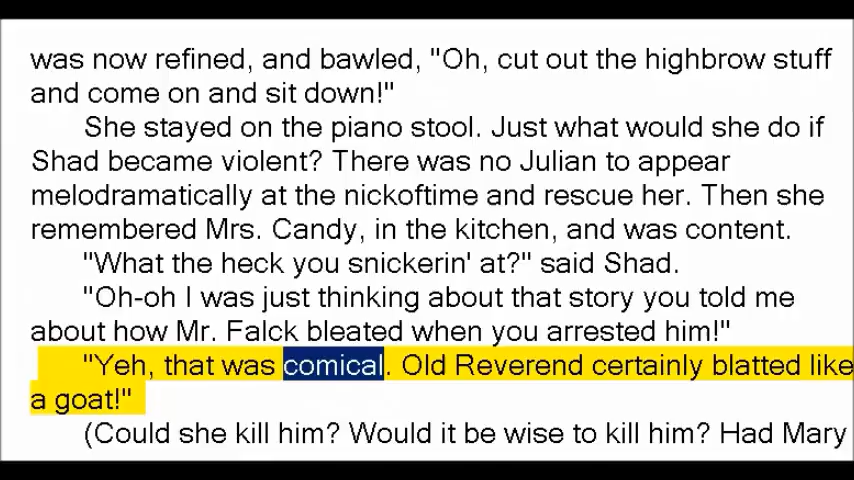 was now refined, and bawled, "Oh, cut out the highbrow stuff
and come on and sit down!"
She stayed on the piano stool. Just what would she do if
Shad became violent? There was no Julian to appear
melodramatically at the nickoftime and rescue her. Then she
remembered Mrs. Candy, in the kitchen, and was content.
"What the heck you snickerin' at?" said Shad.
"Oh-oh I was just thinking about that story you told me
about how Mr. Falck bleated when you arrested him!"
"Yeh, that was comical. Old Reverend certainly blatted like
a goat!"
(Could she kill him? Would it be wise to kill him? Had Mary